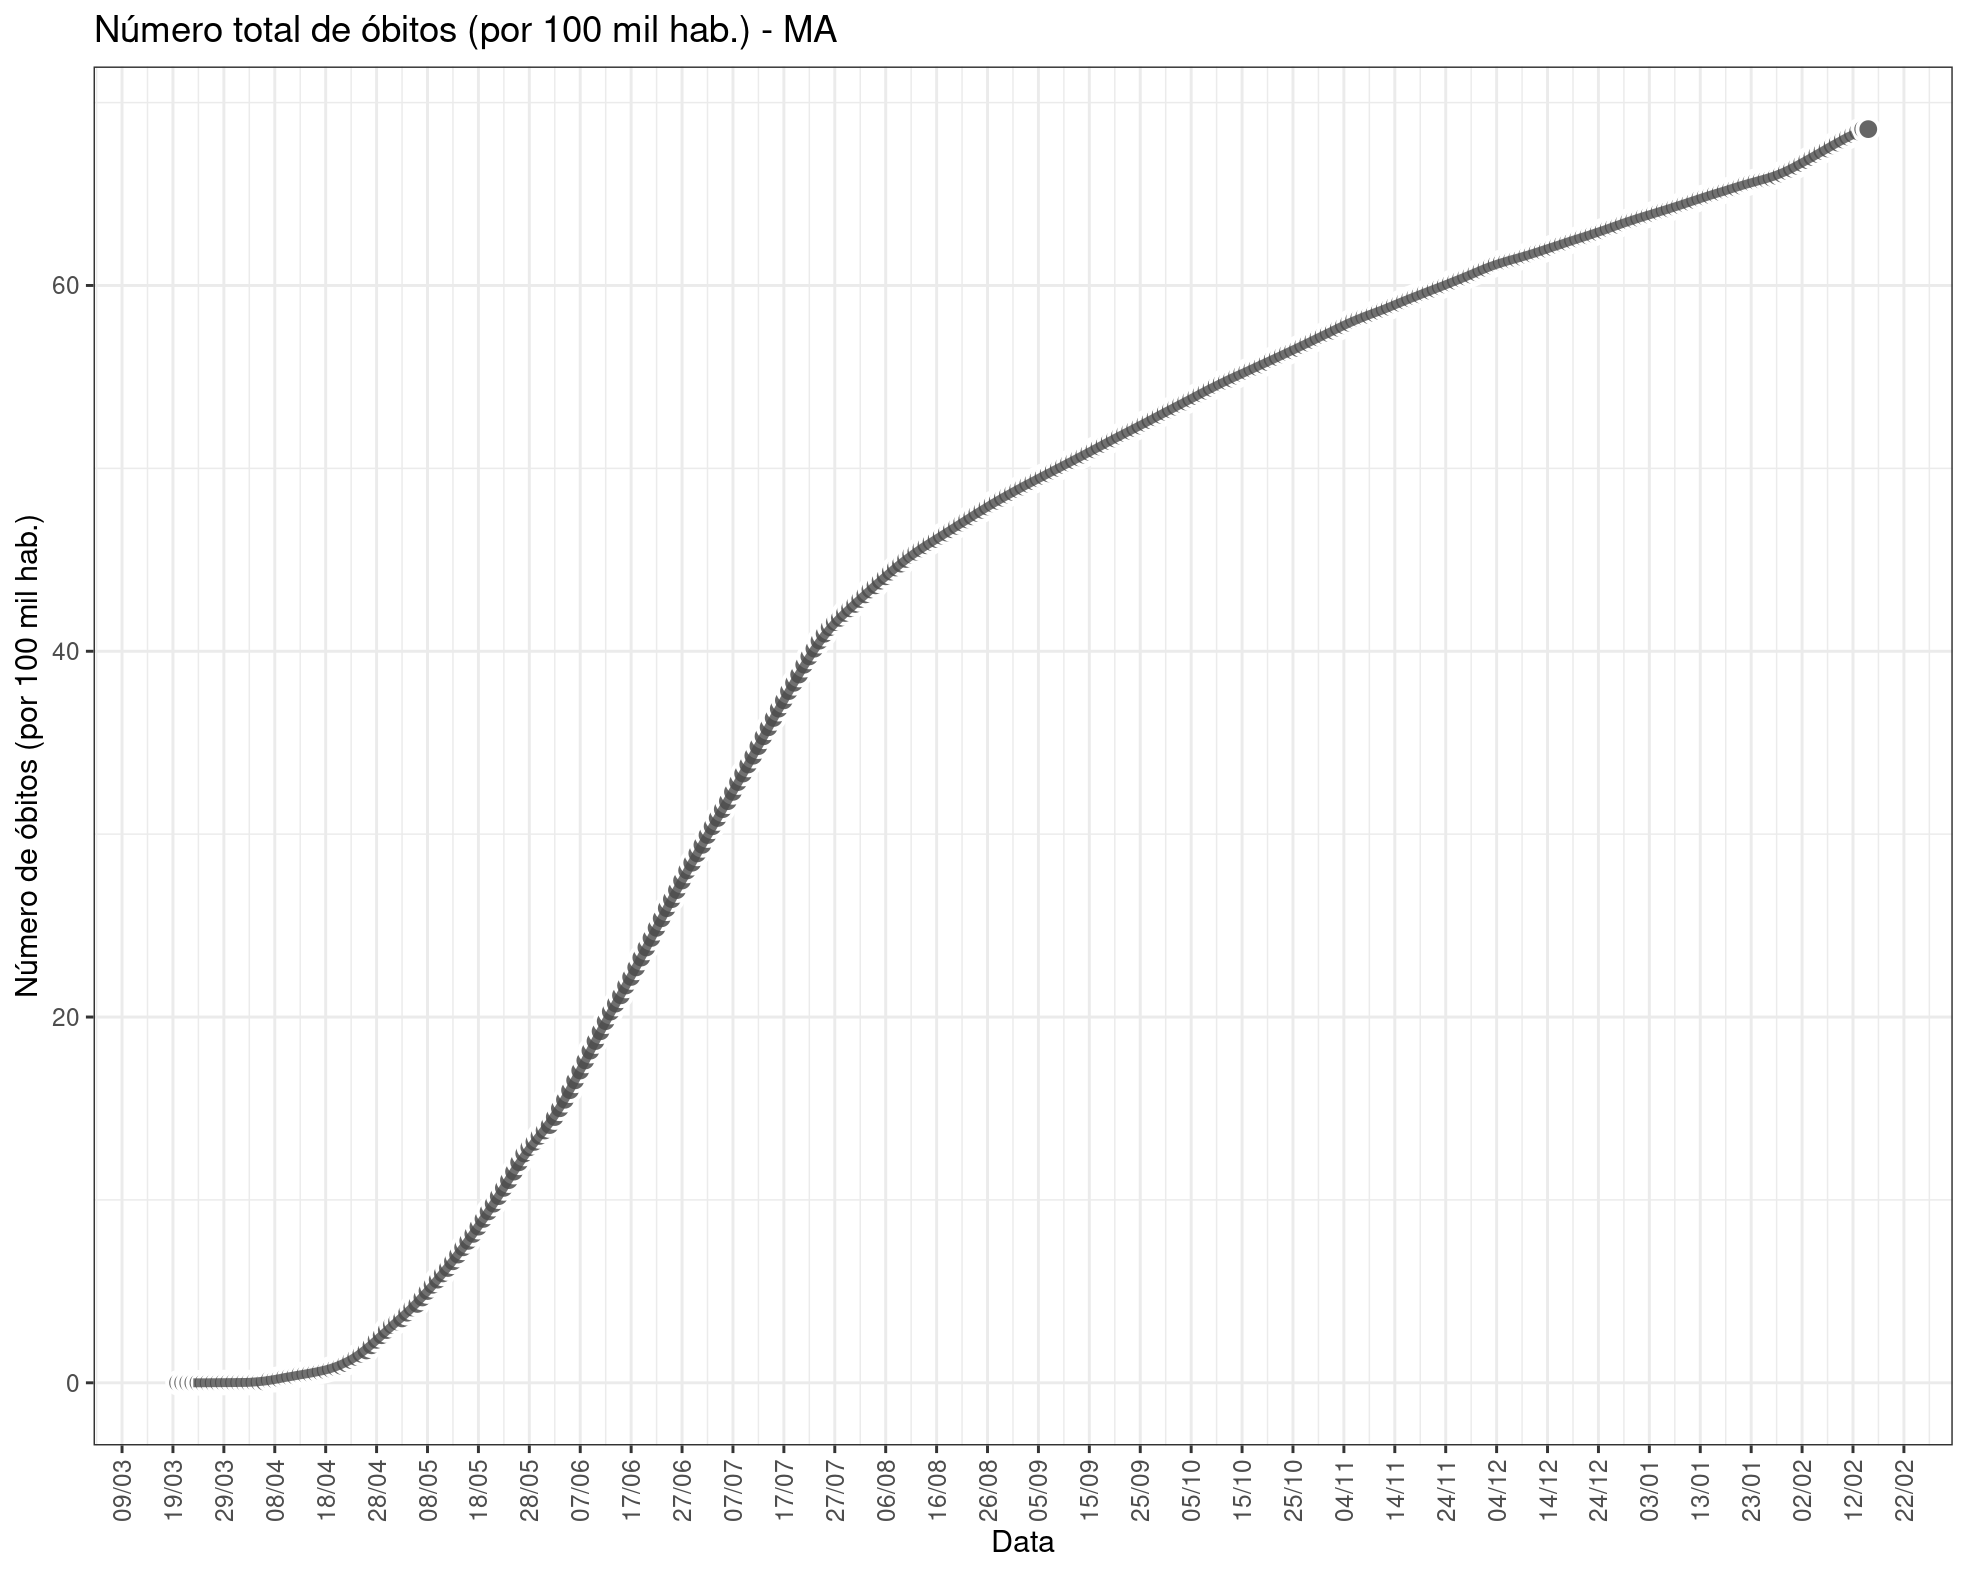 Número total de óbitos (por 100 mil hab.) - MA
Número de óbitos (por 100 mil hab.)
60
40
20
0
09/03 19/03 29/03 08/04 18/04 28/04 08/05 18/05 28/05 07/06 17/06 27/06 07/07 17/07 27/07 06/08 16/08 26/08 05/09 15/09 25/09 05/10 15/10 25/10 04/11 14/11 24/11 04/12 14/12 24/12 03/01 13/01 23/01 02/02 12/02 22/02
Data